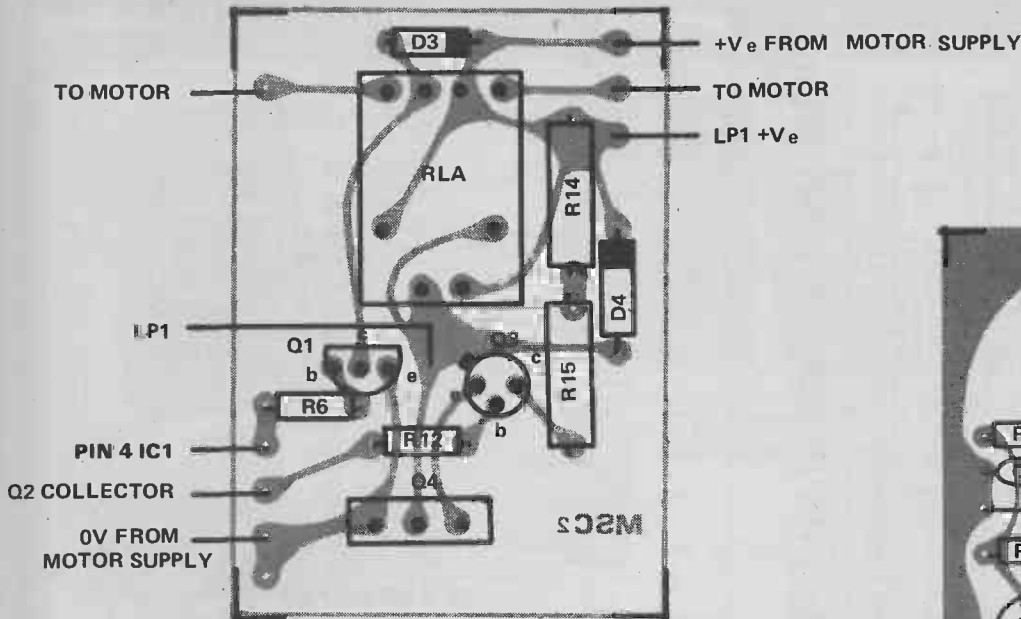 D3
+Ve FROM MOTOR SUPPLY
TO MOTOR
TO MOTOR
LP1 +Ve
RLA
R14
D4
LP1
Q1
c
b
e
R15
R6
b
R12
PIN 4 IC1
Q2 COLLECTOR
Q4
MSC2
0V FROM
MOTOR SUPPLY